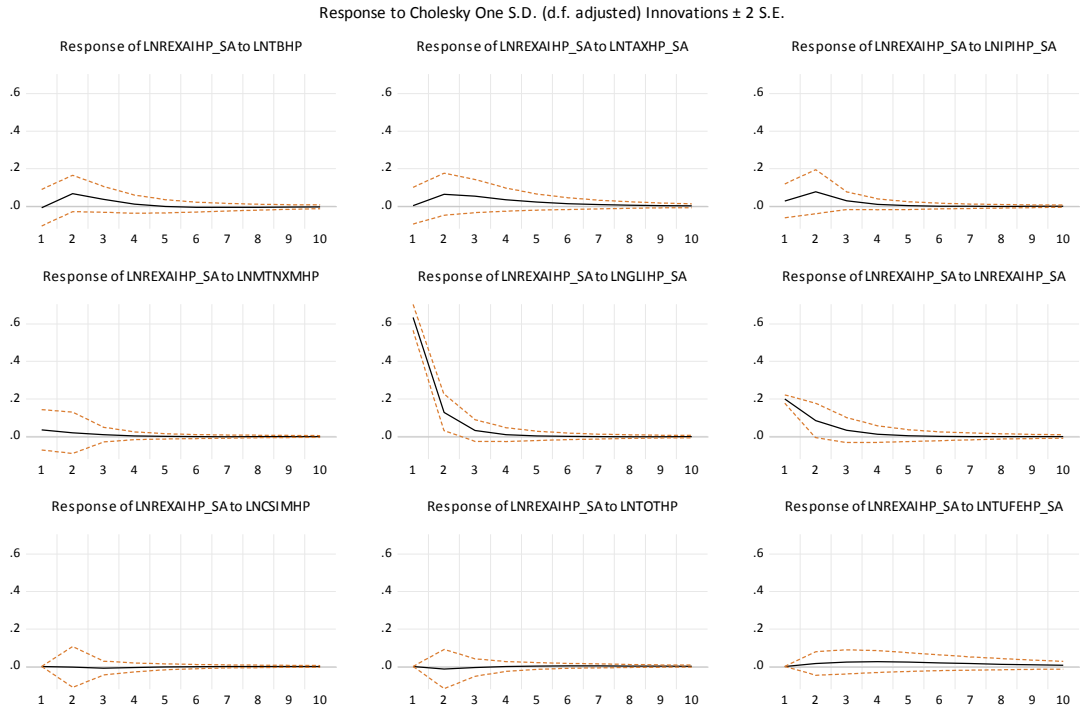 Response to Cholesky One S.D. (d.f. adjusted) Innovations ± 2 S.E.
Response of LNREXAIHP_SA to LNTBHP
Response of LNREXAIHP_SA to LNTAXHP_SA
Response of LNREXAIHP_SA to LNIPIHP_SA
.6 .6 .6
.4 .4 .4
.2 .2 .2
.0 .0 .0
1 2 3 4 5 6 7 8 9 10 1 2 3 4 5 6 7 8 9 10 1 2 3 4 5 6 7 8 9 10
Response of LNREXAIHP_SA to LNMTNXMHP
Response of LNREXAIHP_SA to LNGLIHP_SA
Response of LNREXAIHP_SA to LNREXAIHP_SA
.6 .6 .6
.4 .4 .4
.2 .2 .2
.0 .0 .0
1 2 3 4 5 6 7 8 9 10 1 2 3 4 5 6 7 8 9 10 1 2 3 4 5 6 7 8 9 10
Response of LNREXAIHP_SA to LNCSIMHP
Response of LNREXAIHP_SA to LNTOTHP
Response of LNREXAIHP_SA to LNTUFEHP_SA
.6 .6 .6
.4 .4 .4
.2 .2 .2
.0 .0 .0
1 2 3 4 5 6 7 8 9 10 1 2 3 4 5 6 7 8 9 10 1 2 3 4 5 6 7 8 9 10